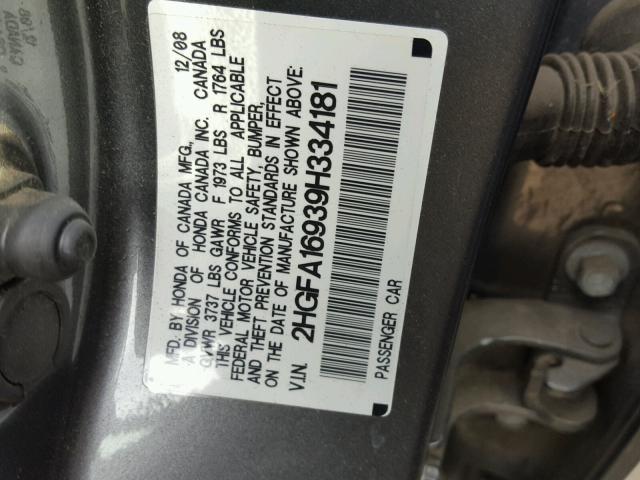 MFD. BY HONDA OF CANADA MFG., 12/08
A DIVISION OF HONDA CANADA INC. CANADA
GVWR 3737 LBS GAWR F 1973 LBS R 1764 LBS
THIS VEHICLE CONFORMS TO ALL APPLICABLE
FEDERAL MOTOR VEHICLE SAFETY, BUMPER,
AND THEFT PREVENTION STANDARDS IN EFFECT
ON THE DATE OF MANUFACTURE SHOWN ABOVE.
V.I.N. 2HGFA16939H334181
PASSENGER CAR